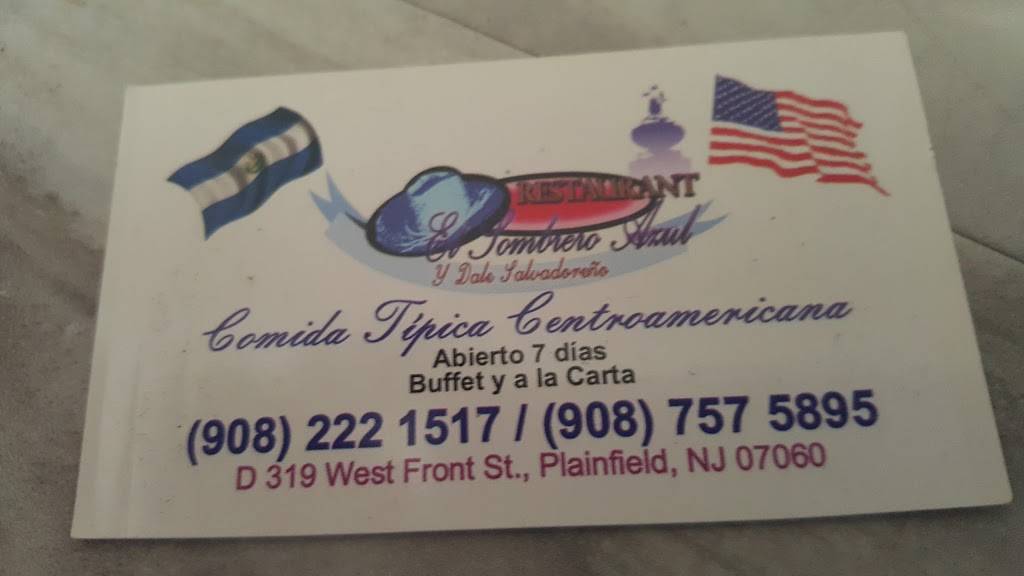 RESTAURANT
El Sombrero Azul
Y Dale Salvadoreño
Comida Típica Centroamericana
Abierto 7 días
Buffet y a la Carta
(908) 222 1517 / (908) 757 5895
D 319 West Front St., Plainfield, NJ 07060